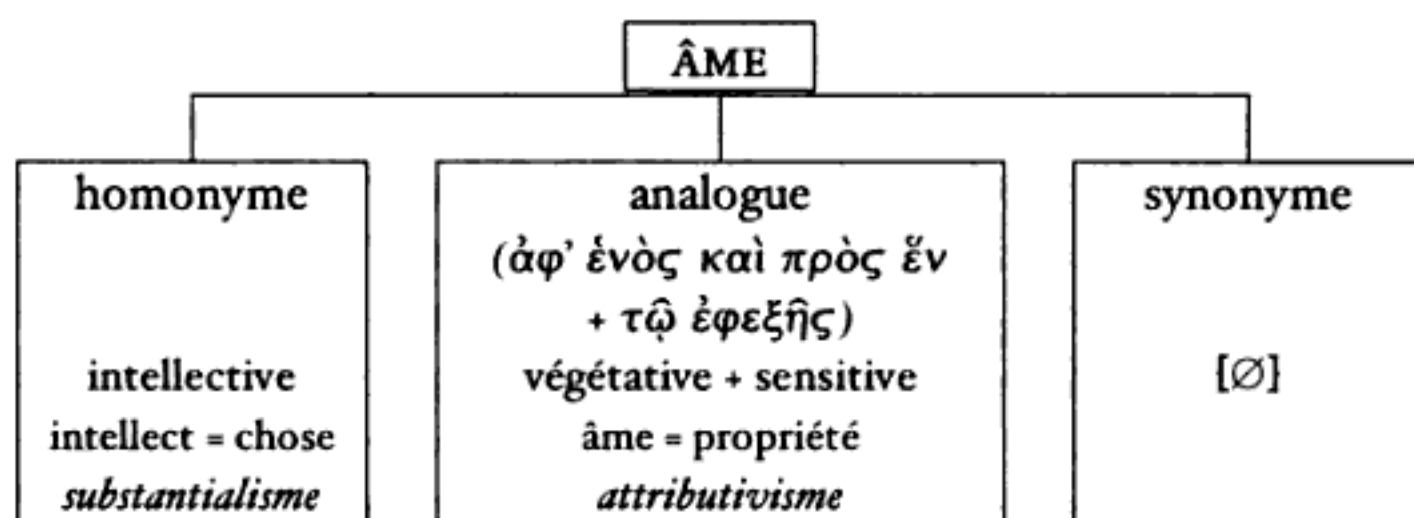 ÂME
homonyme
intellective
intellect = chose
substantialisme
analogue
(ἀφ’ ἑνὸς καὶ πρὸς ἕν
+ τῷ ἐφεξῆς)
végétative + sensitive
âme = propriété
attributivisme
synonyme
[∅]